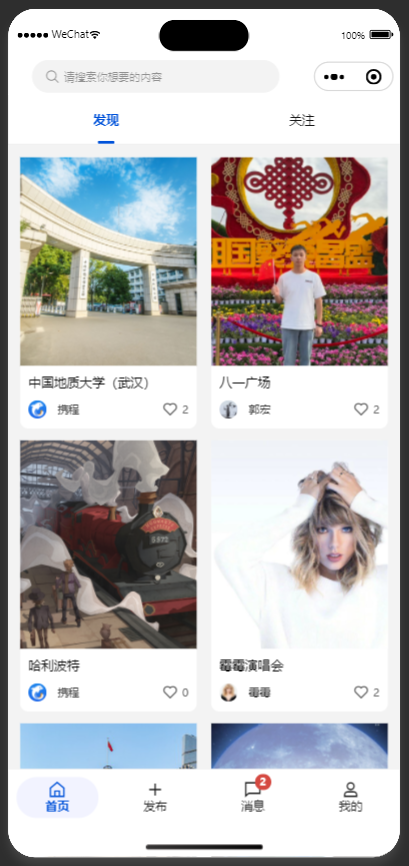 WeChat
100%
请搜索你想要的内容
发现
关注
中国地质大学（武汉）
携程
2
八一广场
郭宏
2
5972
哈利波特
携程
0
霉霉演唱会
霉霉
2
首页
发布
2
消息
我的